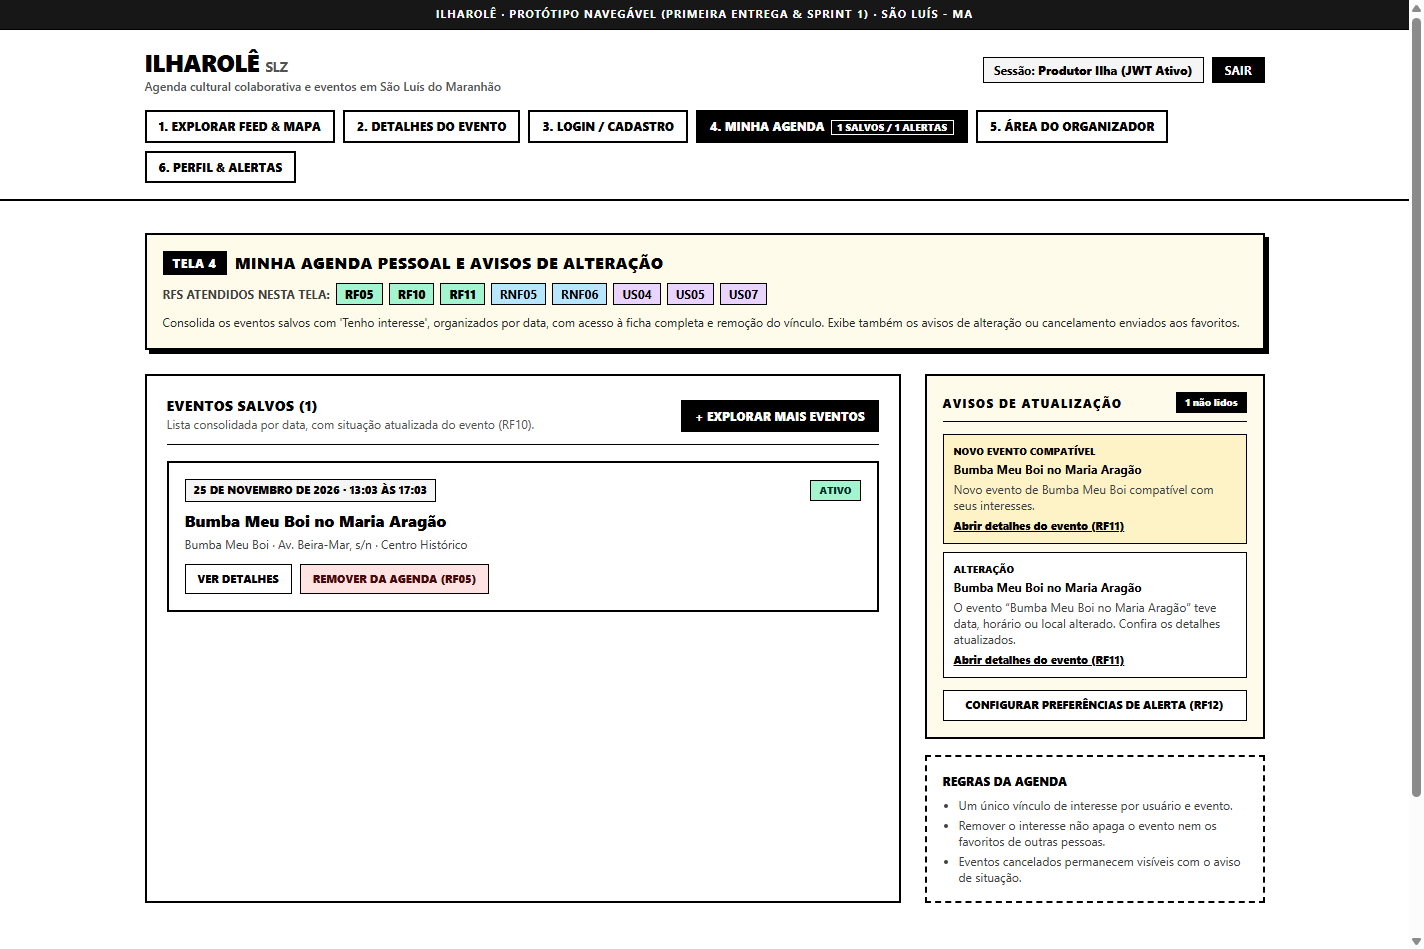 ILHAROLÊ · PROTÓTIPO NAVEGÁVEL (PRIMEIRA ENTREGA & SPRINT 1) · SÃO LUÍS - MA
ILHAROLÊ SLZ
Agenda cultural colaborativa e eventos em São Luís do Maranhão
Sessão: Produtor Ilha (JWT Ativo)
SAIR
1. EXPLORAR FEED & MAPA
2. DETALHES DO EVENTO
3. LOGIN / CADASTRO
4. MINHA AGENDA 1 SALVOS / 1 ALERTAS
5. ÁREA DO ORGANIZADOR
6. PERFIL & ALERTAS
TELA 4 MINHA AGENDA PESSOAL E AVISOS DE ALTERAÇÃO
RFS ATENDIDOS NESTA TELA: RF05 RF10 RF11 RNF05 RNF06 US04 US05 US07
Consolida os eventos salvos com 'Tenho interesse', organizados por data, com acesso à ficha completa e remoção do vínculo. Exibe também os avisos de alteração ou cancelamento enviados aos favoritos.
EVENTOS SALVOS (1)
Lista consolidada por data, com situação atualizada do evento (RF10).
+ EXPLORAR MAIS EVENTOS
25 DE NOVEMBRO DE 2026 · 13:03 ÀS 17:03
ATIVO
Bumba Meu Boi no Maria Aragão
Bumba Meu Boi · Av. Beira-Mar, s/n · Centro Histórico
VER DETALHES
REMOVER DA AGENDA (RF05)
AVISOS DE ATUALIZAÇÃO
1 não lidos
NOVO EVENTO COMPATÍVEL
Bumba Meu Boi no Maria Aragão
Novo evento de Bumba Meu Boi compatível com
seus interesses.
Abrir detalhes do evento (RF11)
ALTERAÇÃO
Bumba Meu Boi no Maria Aragão
O evento “Bumba Meu Boi no Maria Aragão” teve
data, horário ou local alterado. Confira os detalhes
atualizados.
Abrir detalhes do evento (RF11)
CONFIGURAR PREFERÊNCIAS DE ALERTA (RF12)
REGRAS DA AGENDA
• Um único vínculo de interesse por usuário e evento.
• Remover o interesse não apaga o evento nem os
favoritos de outras pessoas.
• Eventos cancelados permanecem visíveis com o aviso
de situação.